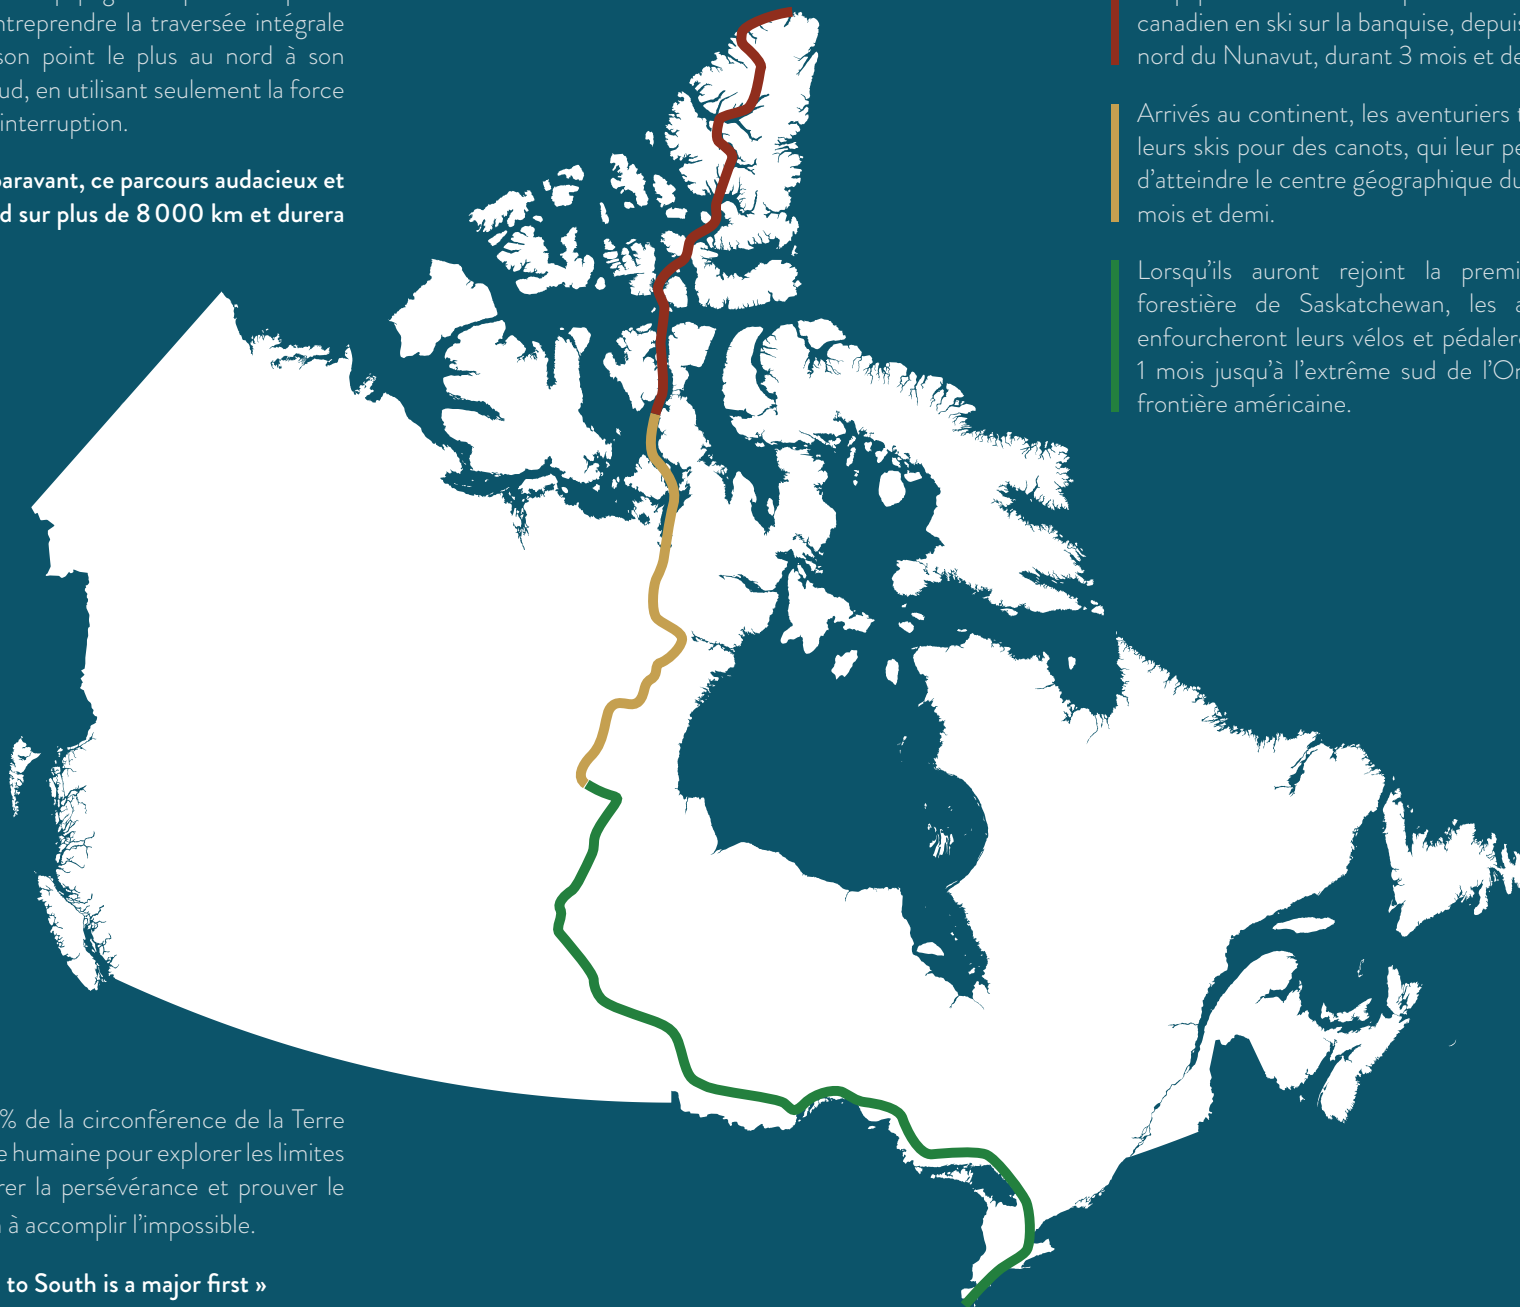 entreprendre la traversée intégrale
son point le plus au nord à son
ud, en utilisant seulement la force
interruption.
paravant, ce parcours audacieux et
d sur plus de 8 000 km et durera
% de la circonférence de la Terre
e humaine pour explorer les limites
rer la persévérance et prouver le
à accomplir l’impossible.
to South is a major first »
canadien en ski sur la banquise, depuis
nord du Nunavut, durant 3 mois et de
Arrivés au continent, les aventuriers t
leurs skis pour des canots, qui leur pe
d’atteindre le centre géographique du
mois et demi.
Lorsqu’ils auront rejoint la premi
forestière de Saskatchewan, les a
enfourcheront leurs vélos et pédaler
1 mois jusqu’à l’extrême sud de l’On
frontière américaine.